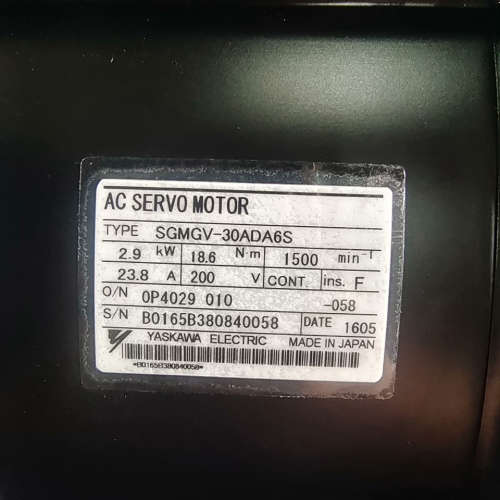 AC SERVO MOTOR
TYPE SGMGV-30ADA6S
2.9 kW 18.6 N·m 1500 min-1
23.8 A 200 V CONT. ins. F
O/N 0P4029 010 -058
S/N B0165B380840058 DATE 1605
YASKAWA ELECTRIC MADE IN JAPAN
*B0165B380840058*